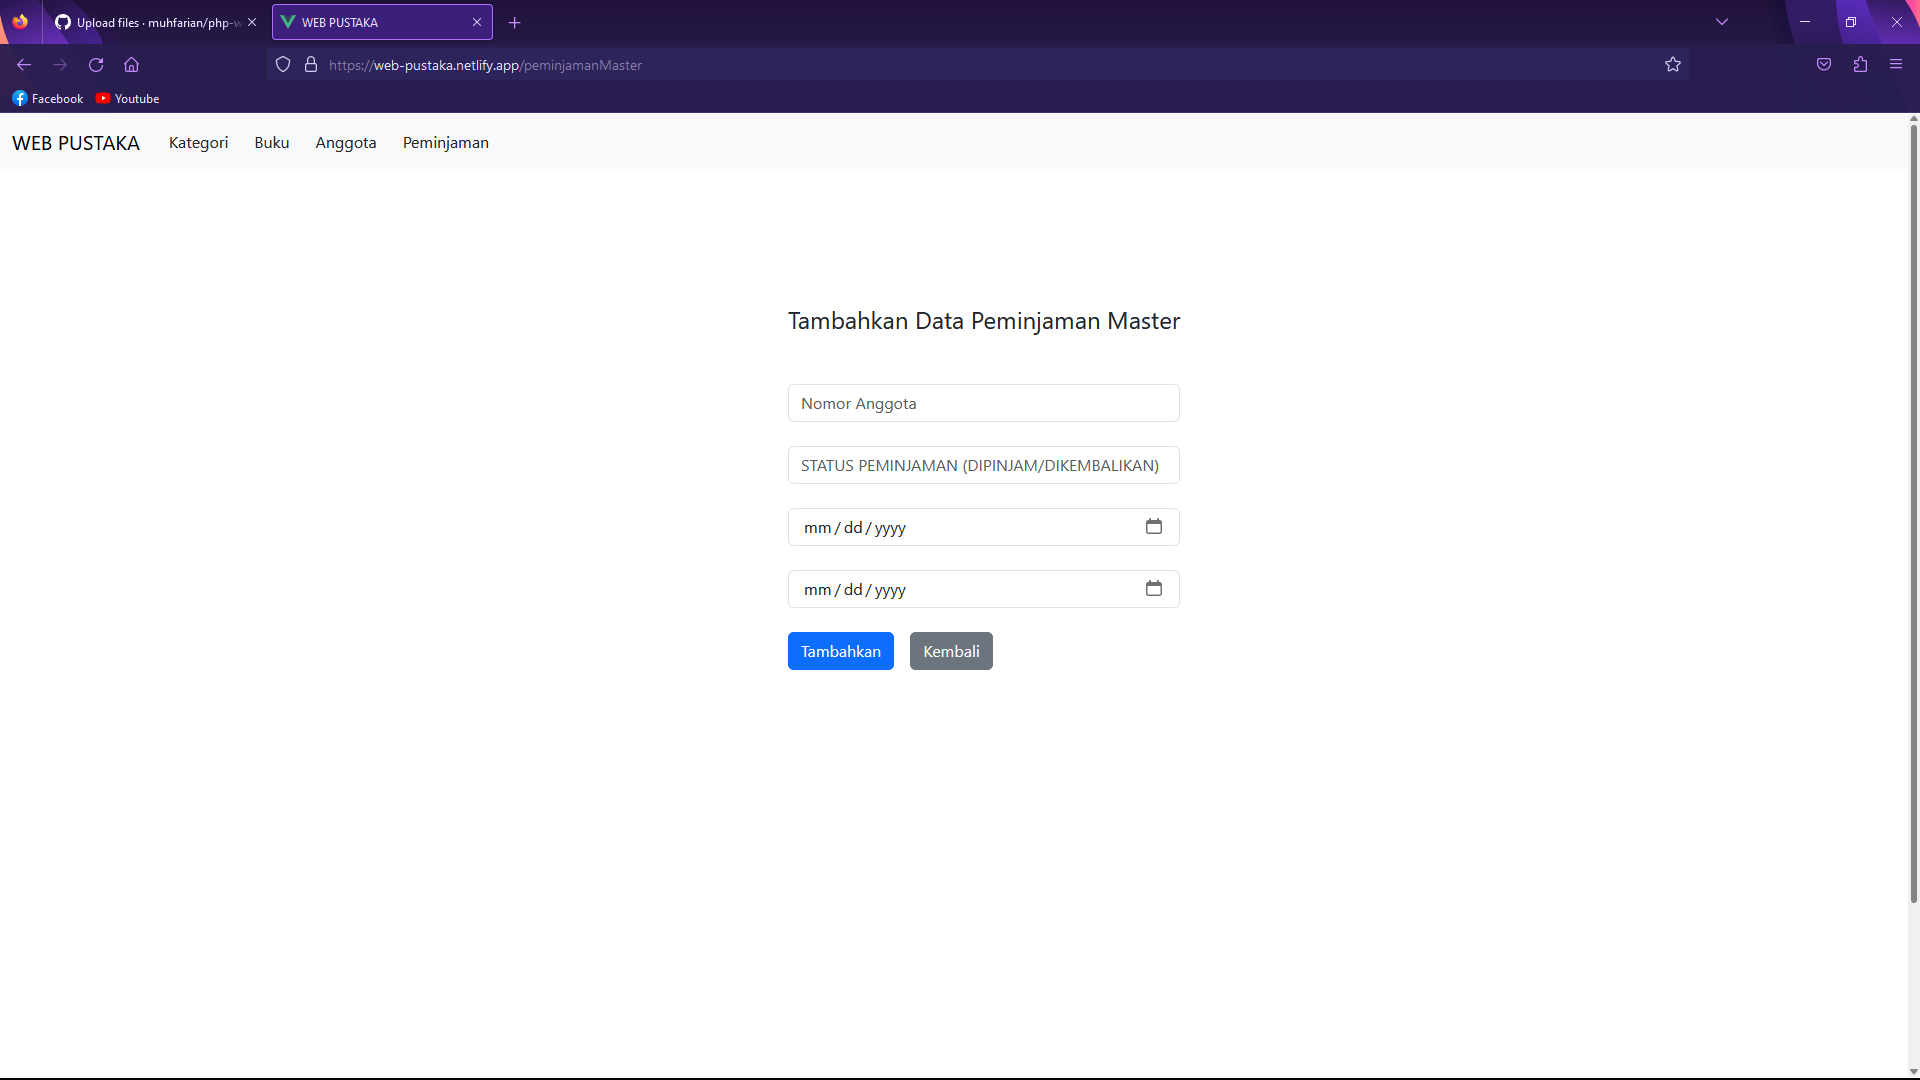 Upload files · muhfarian/php-w
WEB PUSTAKA
https://web-pustaka.netlify.app/peminjamanMaster
Facebook
Youtube
WEB PUSTAKA
Kategori
Buku
Anggota
Peminjaman
Tambahkan Data Peminjaman Master
Nomor Anggota
STATUS PEMINJAMAN (DIPINJAM/DIKEMBALIKAN)
mm / dd / yyyy
mm / dd / yyyy
Tambahkan
Kembali